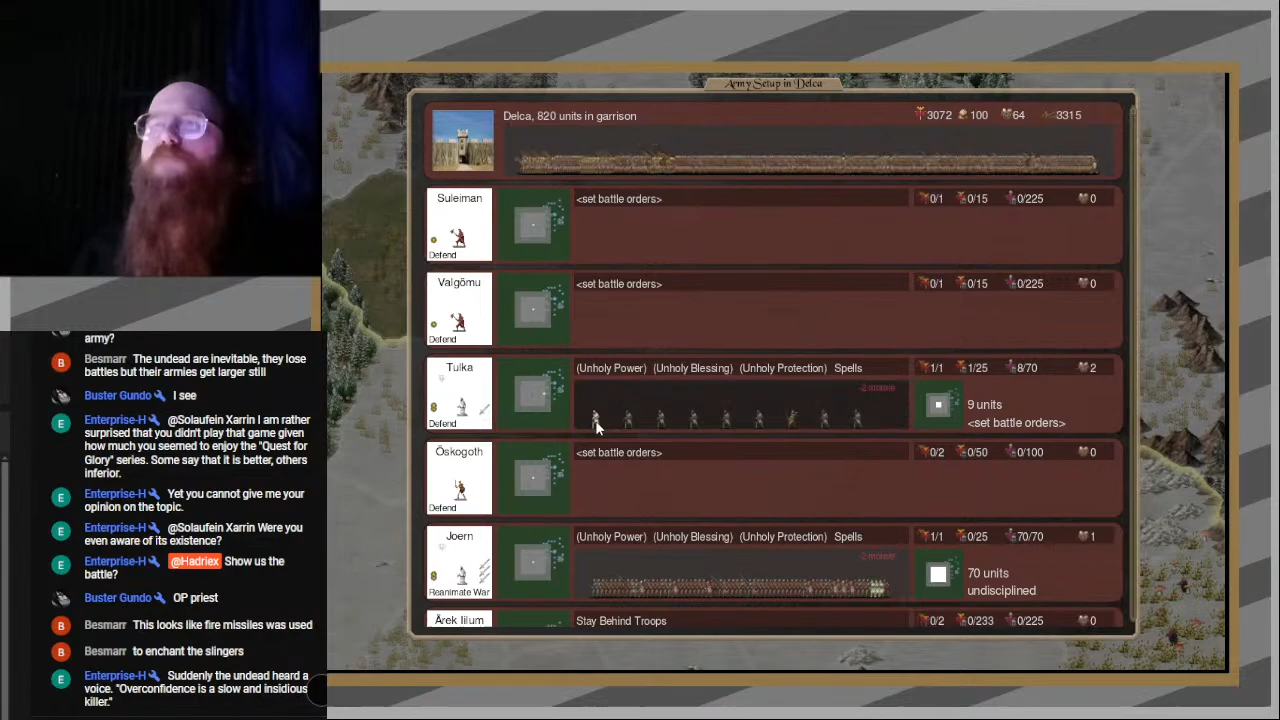 army?
Besmarr The undead are inevitable, they lose
battles but their armies get larger still
Buster Gundo I see
Enterprise-H @Solaufein Xarrin I am rather
surprised that you didn't play that game given
how much you seemed to enjoy the "Quest for
Glory" series. Some say that it is better, others
inferior.
Enterprise-H Yet you cannot give me your
opinion on the topic.
Enterprise-H @Solaufein Xarrin Were you
even aware of its existence?
Enterprise-H @Hadriex Show us the
battle?
Buster Gundo OP priest
Besmarr This looks like fire missiles was used
Besmarr to enchant the slingers
Enterprise-H Suddenly the undead heard a
voice. "Overconfidence is a slow and insidious
killer."
Army Setup in Delca
Delca, 820 units in garrison 3072 100 64 3315
Suleiman <set battle orders> 0/1 0/15 0/225 0
Defend
Valgömu <set battle orders> 0/1 0/15 0/225 0
Defend
Tulka (Unholy Power) (Unholy Blessing) (Unholy Protection) Spells 1/1 1/25 8/70 2
9 units
Defend <set battle orders>
Öskogoth <set battle orders> 0/2 0/50 0/100 0
Defend
Joern (Unholy Power) (Unholy Blessing) (Unholy Protection) Spells 1/1 0/25 70/70 1
70 units
Reanimate War undisciplined
Ärek Iilum Stay Behind Troops 0/2 0/233 0/225 0